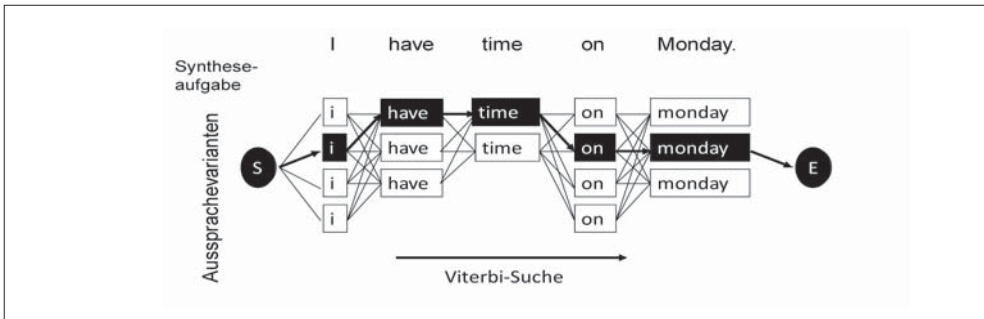 I have time on Monday.
Synthese-
aufgabe
Aussprachevarianten
i have time on monday
S i have time on monday E
i have monday
i on
on
Viterbi-Suche